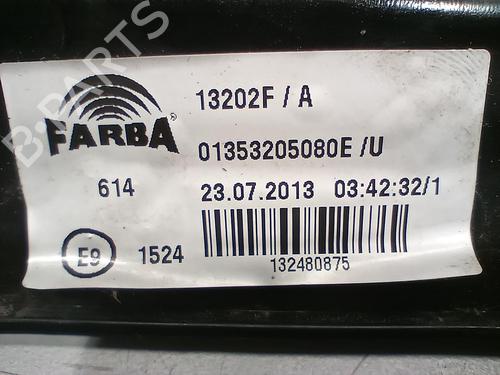 13202F / A
FARBA®
01353205080E /U
614
23.07.2013 03:42:32/1
E9 1524
132480875
B-PARTS